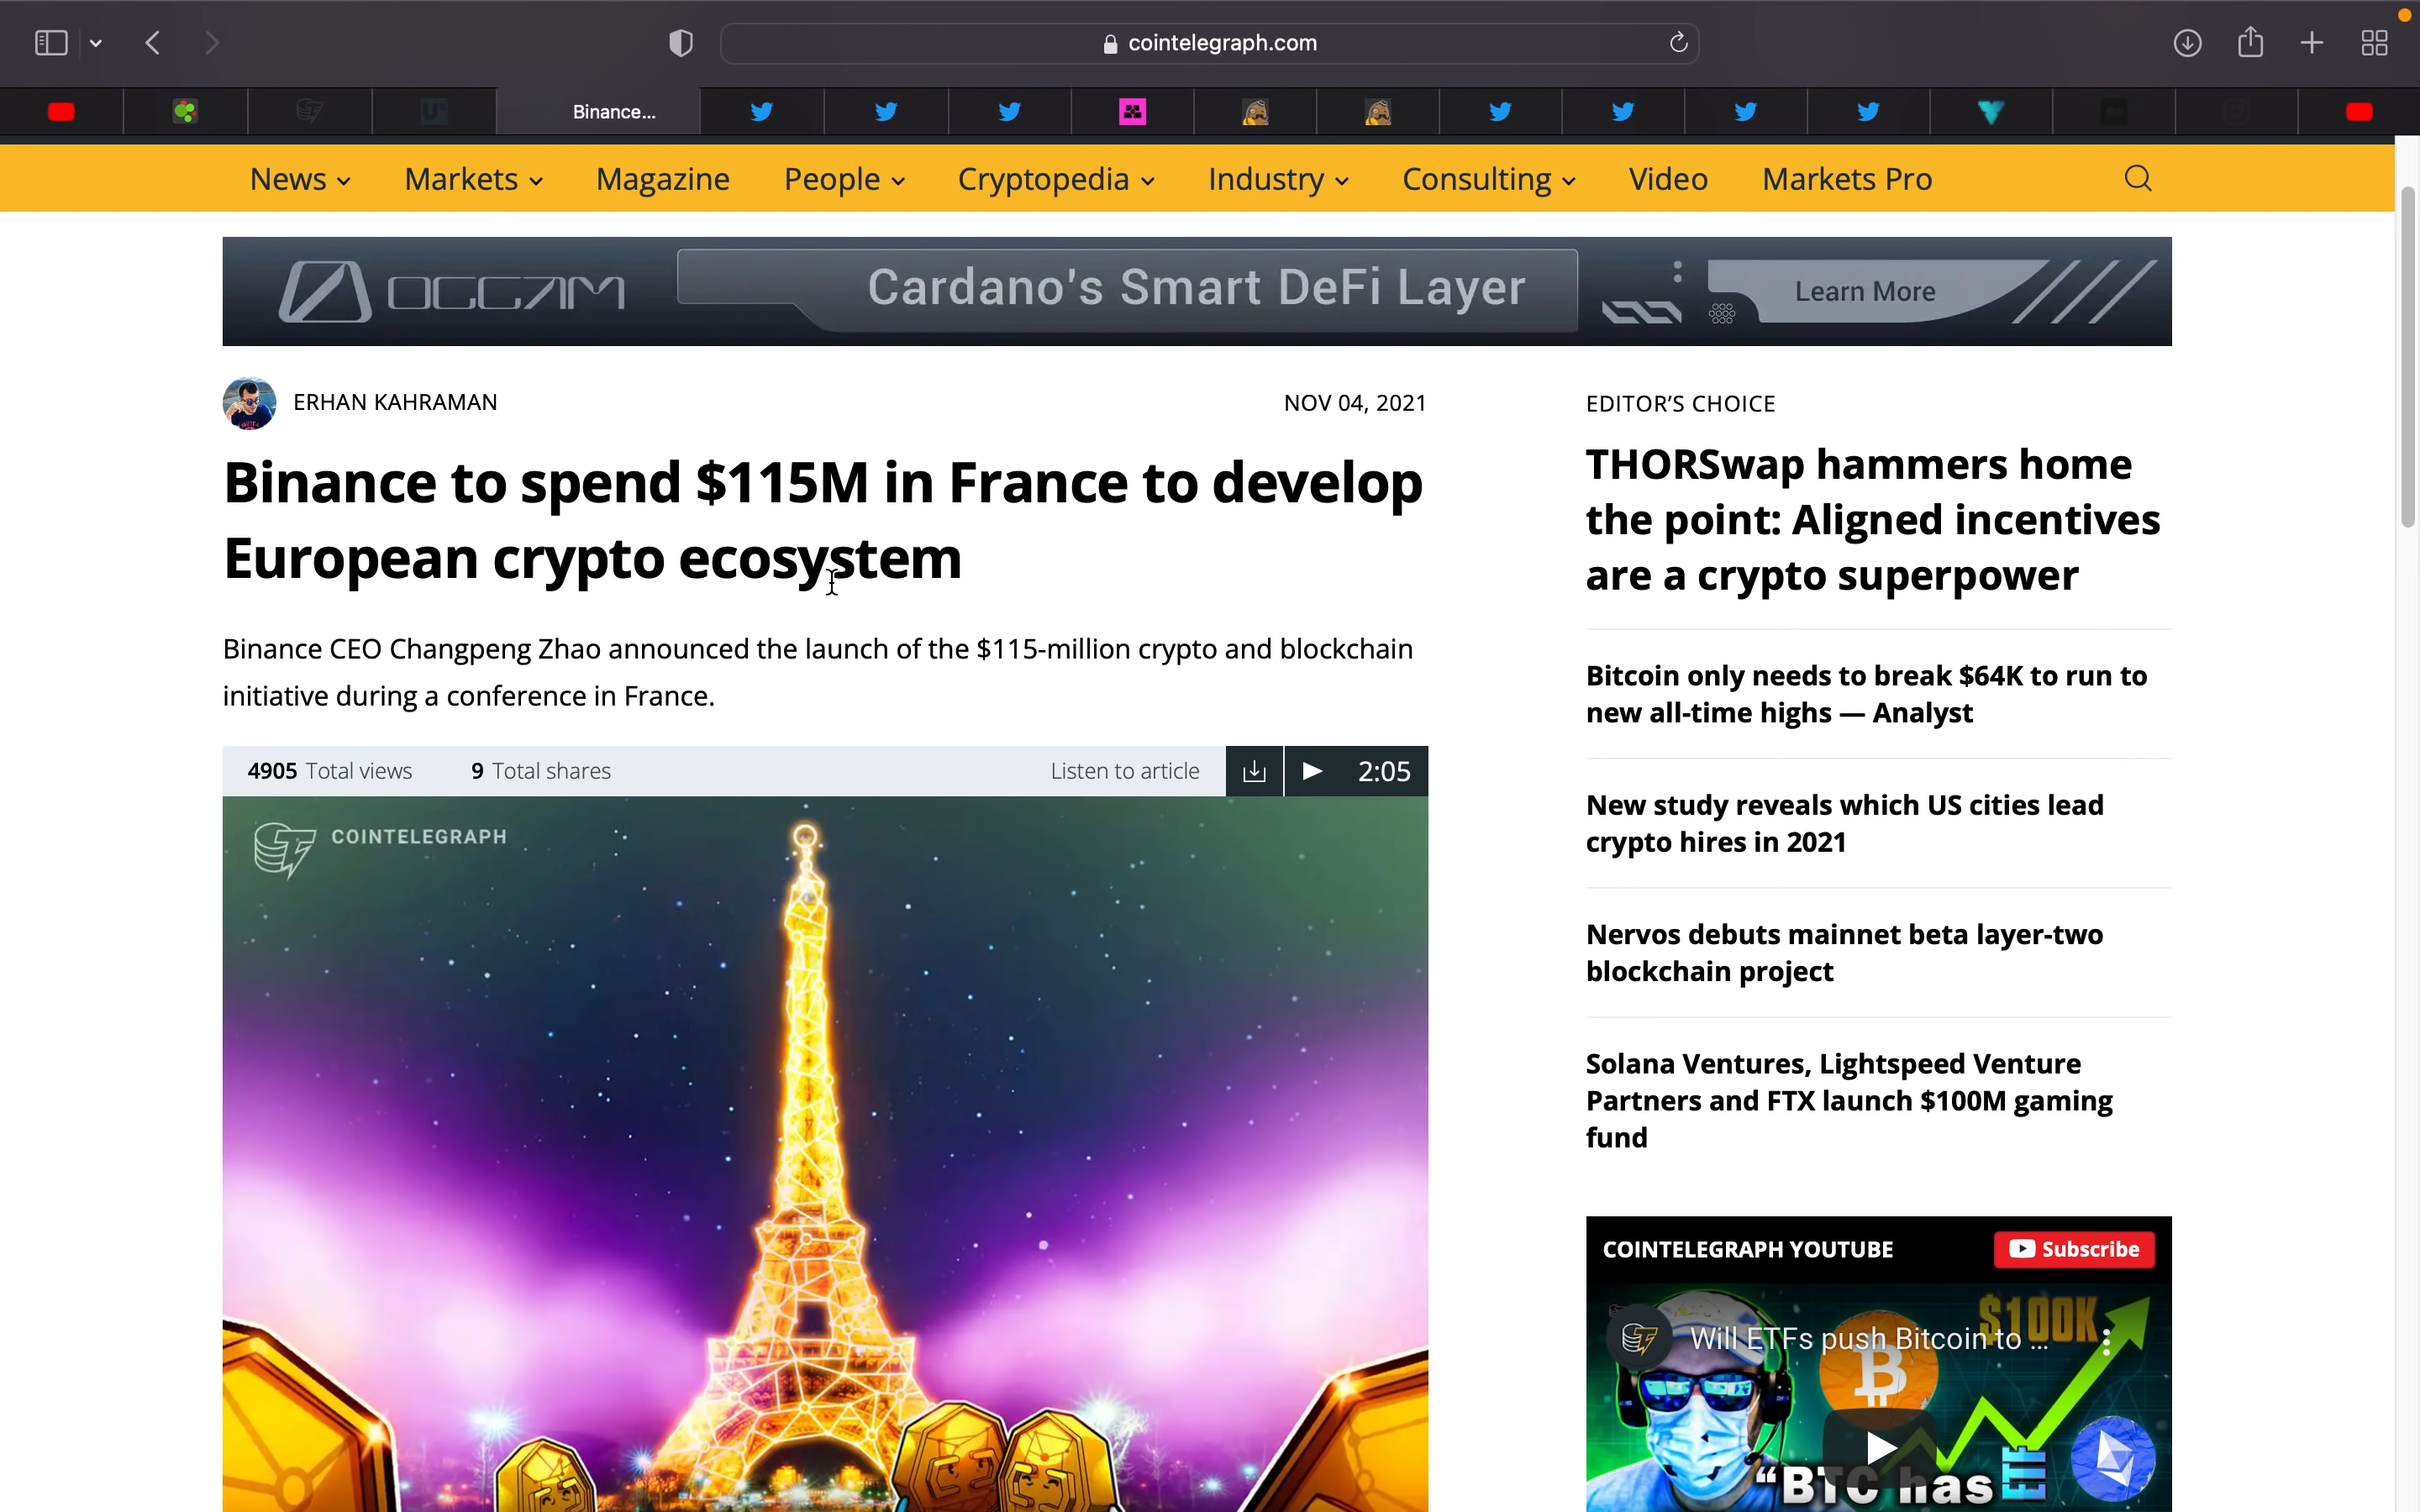 cointelegraph.com
Binance...
News
Markets
Magazine
People
Cryptopedia
Industry
Consulting
Video
Markets Pro
OCCAM
Cardano's Smart DeFi Layer
Learn More
ERHAN KAHRAMAN
NOV 04, 2021
Binance to spend $115M in France to develop
European crypto ecosystem
Binance CEO Changpeng Zhao announced the launch of the $115-million crypto and blockchain
initiative during a conference in France.
4905 Total views
9 Total shares
Listen to article
2:05
COINTELEGRAPH
EDITOR'S CHOICE
THORSwap hammers home
the point: Aligned incentives
are a crypto superpower
Bitcoin only needs to break $64K to run to
new all-time highs — Analyst
New study reveals which US cities lead
crypto hires in 2021
Nervos debuts mainnet beta layer-two
blockchain project
Solana Ventures, Lightspeed Venture
Partners and FTX launch $100M gaming
fund
COINTELEGRAPH YOUTUBE
Subscribe
$100K
Will ETFs push Bitcoin to ...
"BTC has
ETF